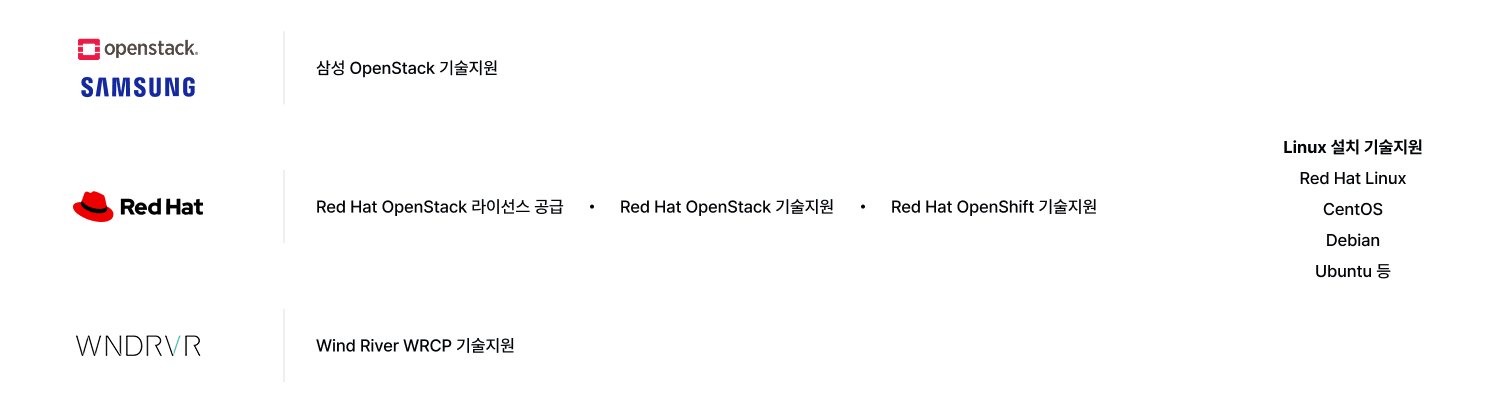 openstack.
SAMSUNG
삼성 OpenStack 기술지원
Red Hat
Red Hat OpenStack 라이선스 공급 • Red Hat OpenStack 기술지원 • Red Hat OpenShift 기술지원
WNDRVR
Wind River WRCP 기술지원
Linux 설치 기술지원
Red Hat Linux
CentOS
Debian
Ubuntu 등